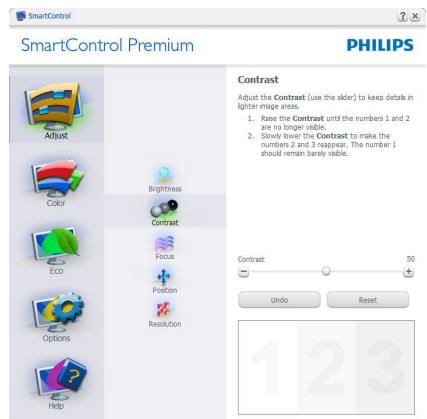 SmartControl
? ×
SmartControl Premium
PHILIPS
Adjust
Color
Eco
Options
Help
Brightness
Contrast
Focus
Position
Resolution
Contrast
Adjust the Contrast (use the slider) to keep details in
lighter image areas.
1. Raise the Contrast until the numbers 1 and 2
are no longer visible.
2. Slowly lower the Contrast to make the
numbers 2 and 3 reappear. The number 1
should remain barely visible.
Contrast 50
Undo Reset
1 2 3